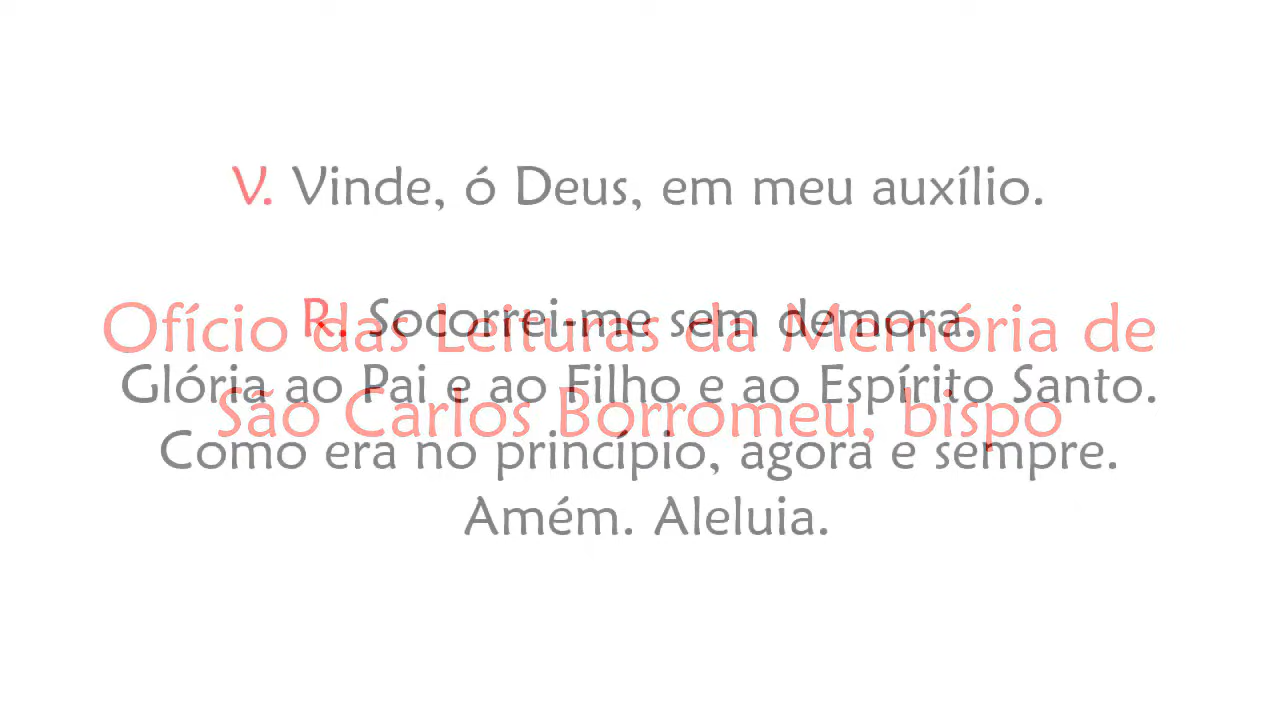 V. Vinde, ó Deus, em meu auxílio.
R. Socorrei-me sem demora.
Ofício das Leituras da Memória de
Glória ao Pai e ao Filho e ao Espírito Santo.
São Carlos Borromeu, bispo
Como era no princípio, agora e sempre.
Amém. Aleluia.